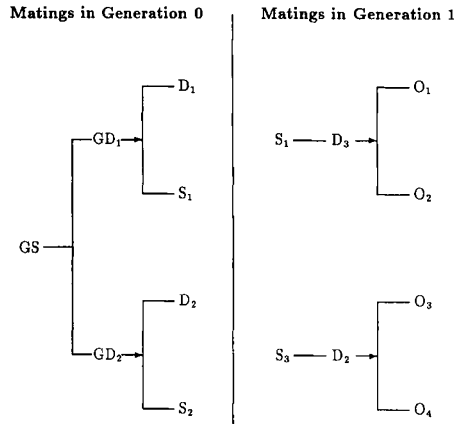 Matings in Generation 0
Matings in Generation 1
D₁
O₁
GD₁
S₁ D₃
S₁
O₂
GS
D₂
O₃
GD₂
S₃ D₂
S₂
O₄